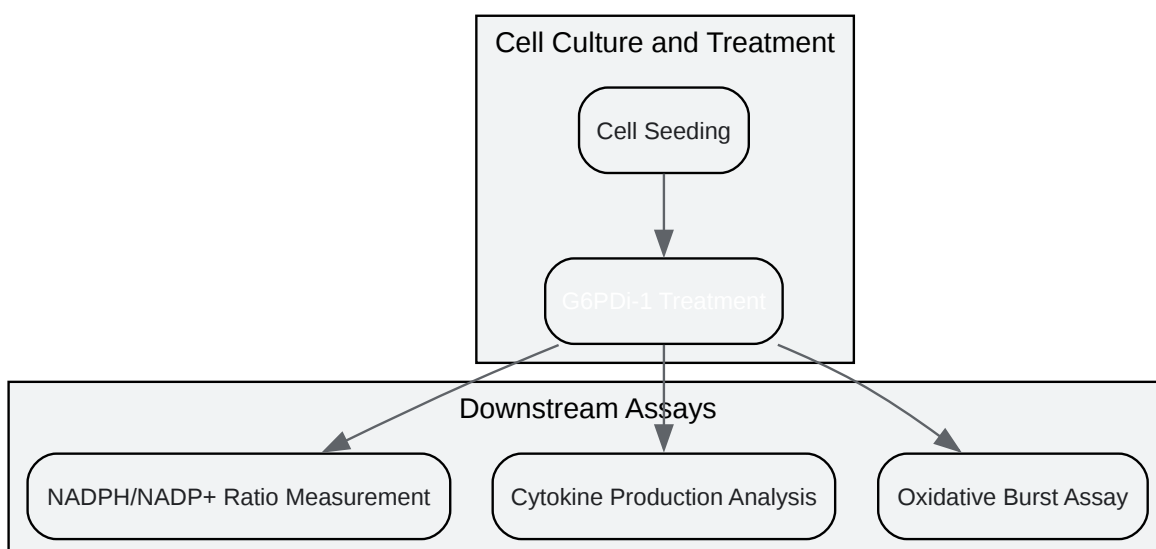 Cell Culture and Treatment
Cell Seeding
G6PDi-1 Treatment
Downstream Assays
NADPH/NADP+ Ratio Measurement
Cytokine Production Analysis
Oxidative Burst Assay